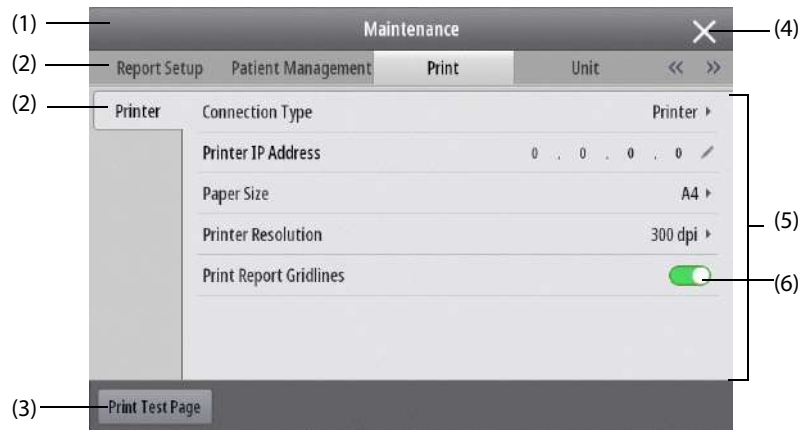 (1) Maintenance (4)
(2) Report Setup Patient Management Print Unit « »
(2) Printer Connection Type Printer
Printer IP Address 0 . 0 . 0 . 0
Paper Size A4
(5)
Printer Resolution 300 dpi
Print Report Gridlines (6)
(3) Print Test Page